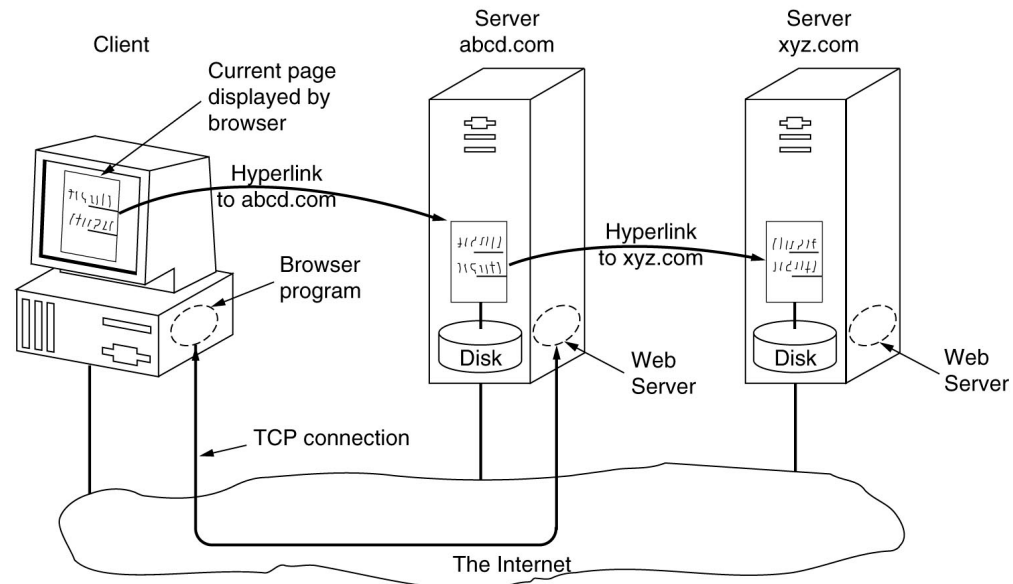 Client
Server
abcd.com
Server
xyz.com
Current page
displayed by
browser
Hyperlink
to abcd.com
Hyperlink
to xyz.com
Browser
program
Disk
Web
Server
Disk
Web
Server
TCP connection
The Internet